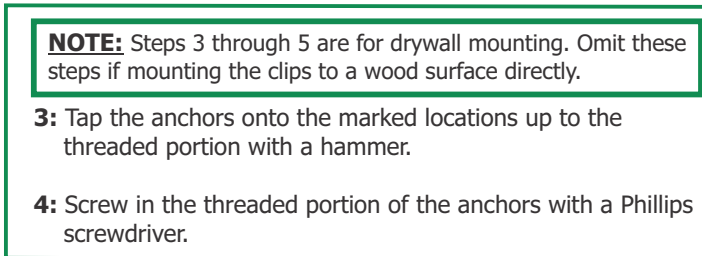 NOTE: Steps 3 through 5 are for drywall mounting. Omit these
steps if mounting the clips to a wood surface directly.
3: Tap the anchors onto the marked locations up to the
threaded portion with a hammer.
4: Screw in the threaded portion of the anchors with a Phillips
screwdriver.